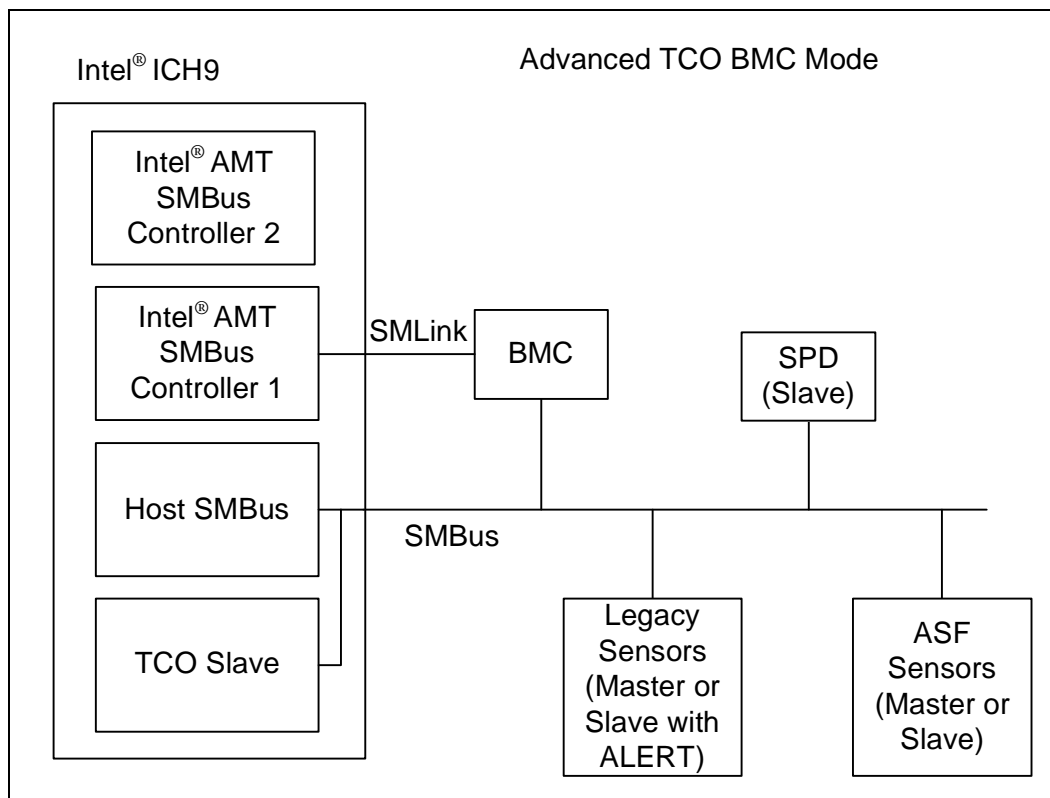 Advanced TCO BMC Mode
Intel® ICH9
Intel® AMT
SMBus
Controller 2
Intel® AMT
SMBus
Controller 1
SMLink
BMC
SPD
(Slave)
Host SMBus
SMBus
TCO Slave
Legacy
Sensors
(Master or
Slave with
ALERT)
ASF
Sensors
(Master or
Slave)